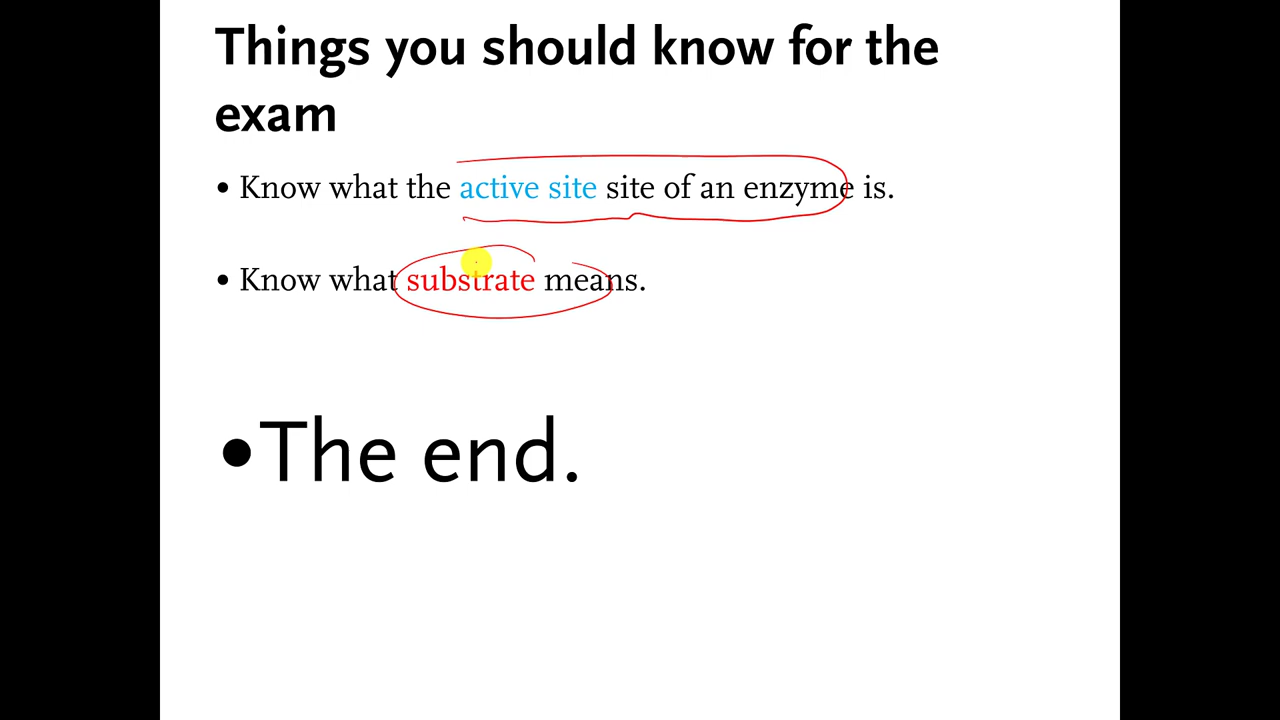 Things you should know for the
exam
• Know what the active site site of an enzyme is.
• Know what substrate means.
•The end.